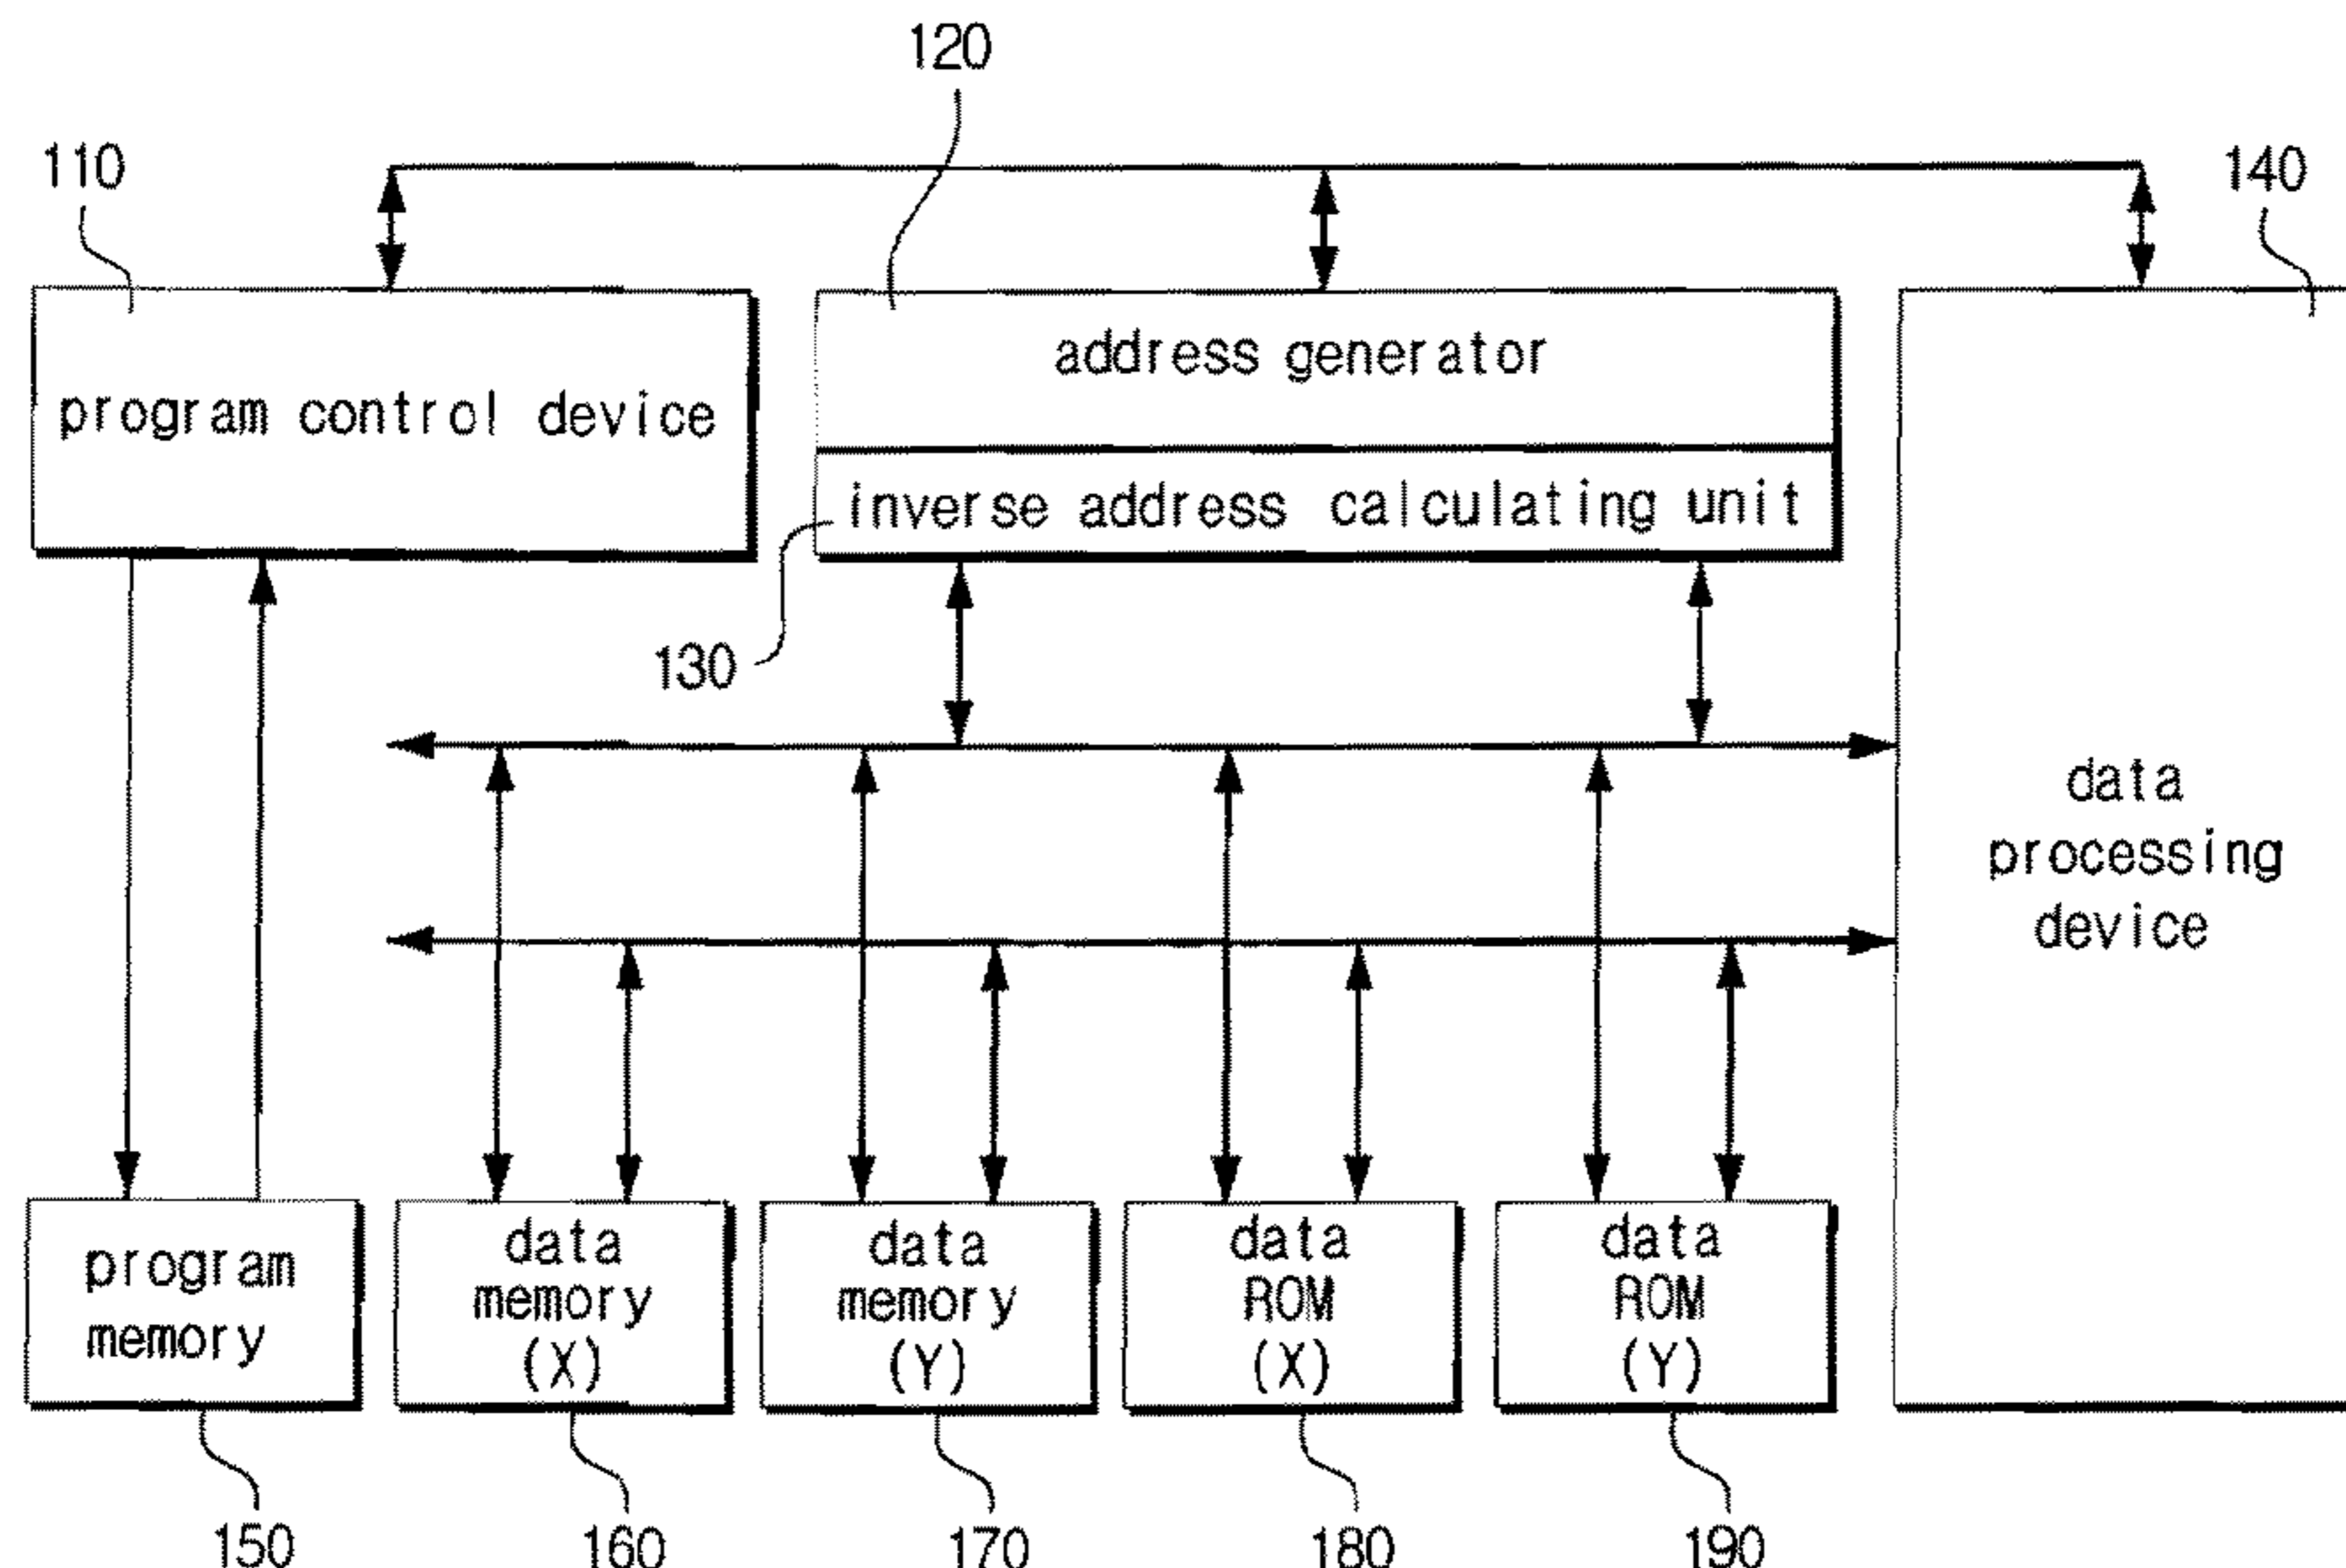 120
110
140
program control device
address generator
inverse address calculating unit
130
data
processing
device
program
memory
data
memory
(X)
data
memory
(Y)
data
ROM
(X)
data
ROM
(Y)
150
160
170
180
190